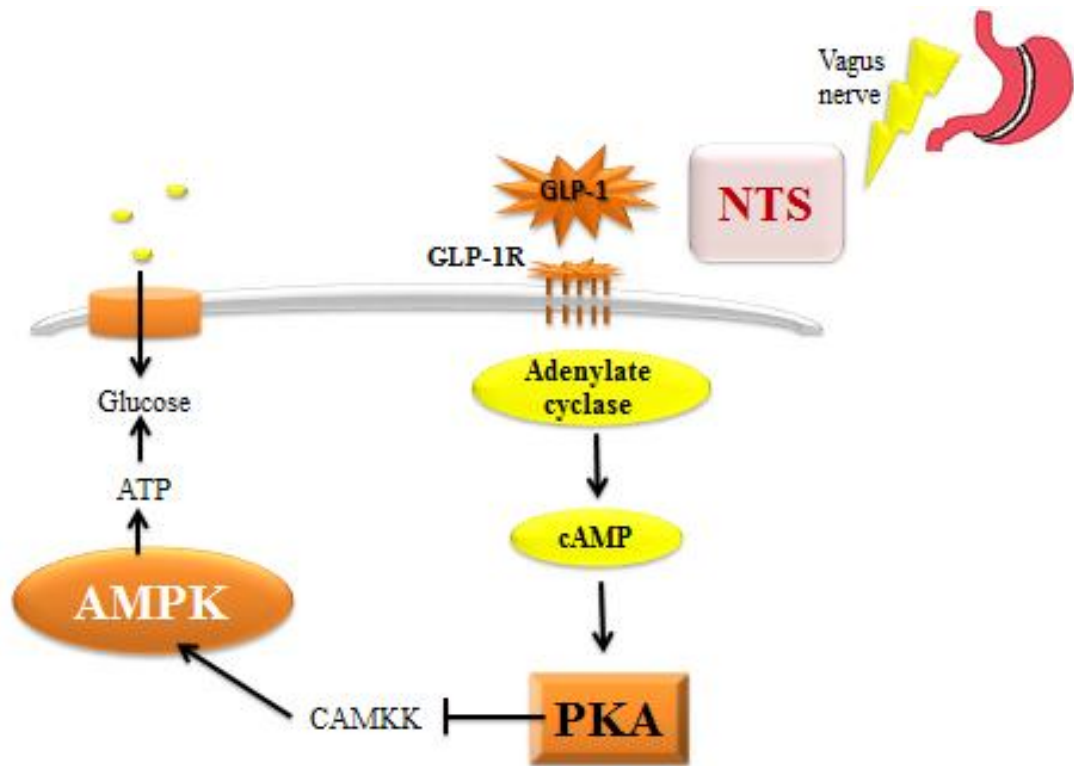 Vagus
nerve
GLP-1
NTS
GLP-1R
Adenylate
cyclase
Glucose
ATP
cAMP
AMPK
CAMKK
PKA